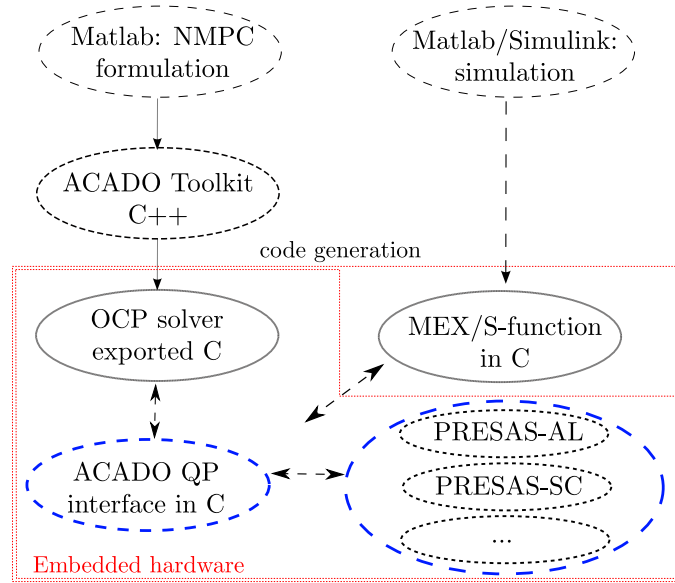 Matlab: NMPC
formulation
Matlab/Simulink:
simulation
ACADO Toolkit
C++
code generation
OCP solver
exported C
MEX/S-function
in C
PRESAS-AL
ACADO QP
interface in C
PRESAS-SC
...
Embedded hardware